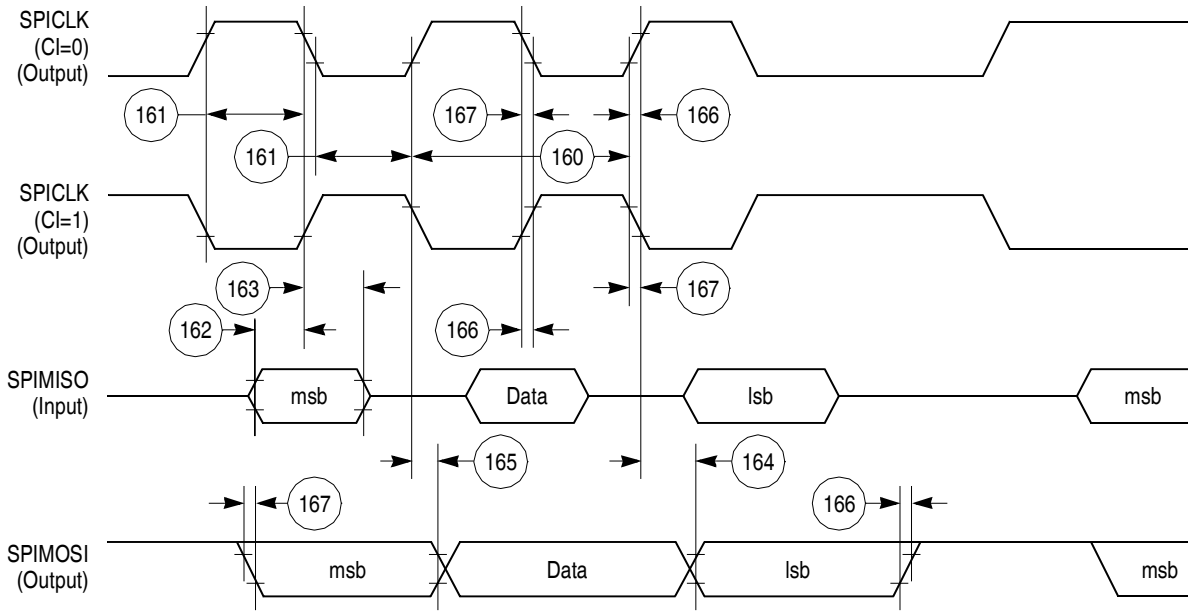 SPICLK
(CI=0)
(Output)
161
167
166
161
160
SPICLK
(CI=1)
(Output)
163
167
162
166
SPIMISO
(Input)
msb
Data
lsb
msb
165
164
167
166
SPIMOSI
(Output)
msb
Data
lsb
msb